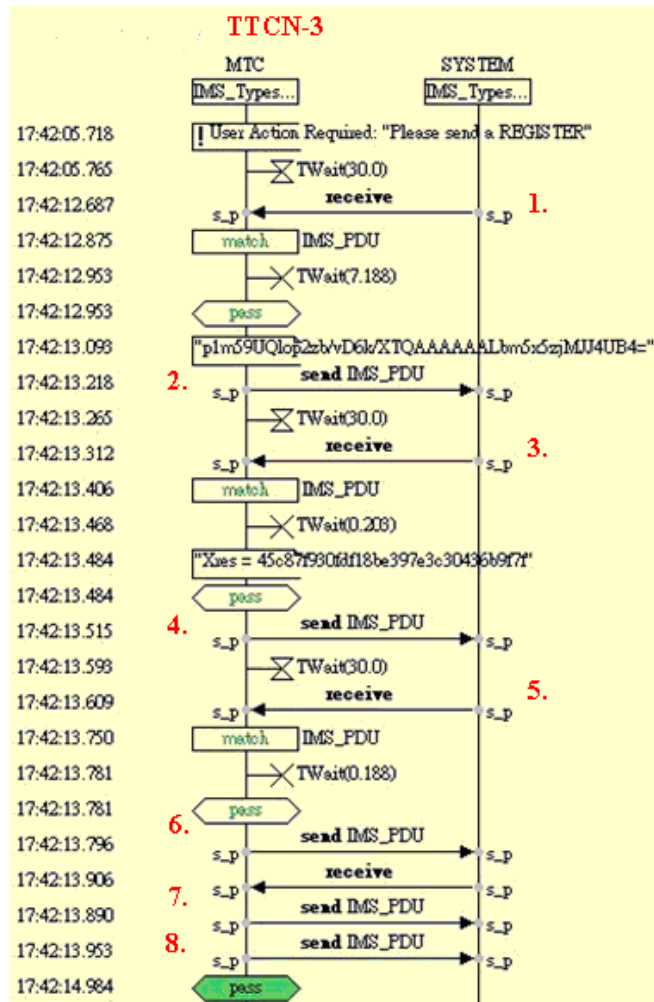 TTCN-3
MTC SYSTEM
IMS_Types... IMS_Types...
17:42:05.718 ! User Action Required: "Please send a REGISTER"
17:42:05.765 TWait(30.0)
17:42:12.687 s_p receive s_p 1.
17:42:12.875 match IMS_PDU
17:42:12.953 TWait(7.188)
17:42:12.953 pass
17:42:13.093
17:42:13.218 2. s_p send IMS_PDU s_p
17:42:13.265 TWait(30.0)
17:42:13.312 s_p receive s_p 3.
17:42:13.406 match IMS_PDU
17:42:13.468 TWait(0.203)
17:42:13.484 "Xres = 45c87f930fdf18be397e3c30436b9f7f"
17:42:13.484 pass
17:42:13.515 4. s_p send IMS_PDU s_p
17:42:13.593 TWait(30.0)
17:42:13.609 s_p receive s_p 5.
17:42:13.750 match IMS_PDU
17:42:13.781 TWait(0.188)
17:42:13.781 pass
17:42:13.796 6. s_p send IMS_PDU s_p
17:42:13.906 s_p receive s_p
17:42:13.890 7. s_p send IMS_PDU s_p
17:42:13.953 8. s_p send IMS_PDU s_p
17:42:14.984 pass